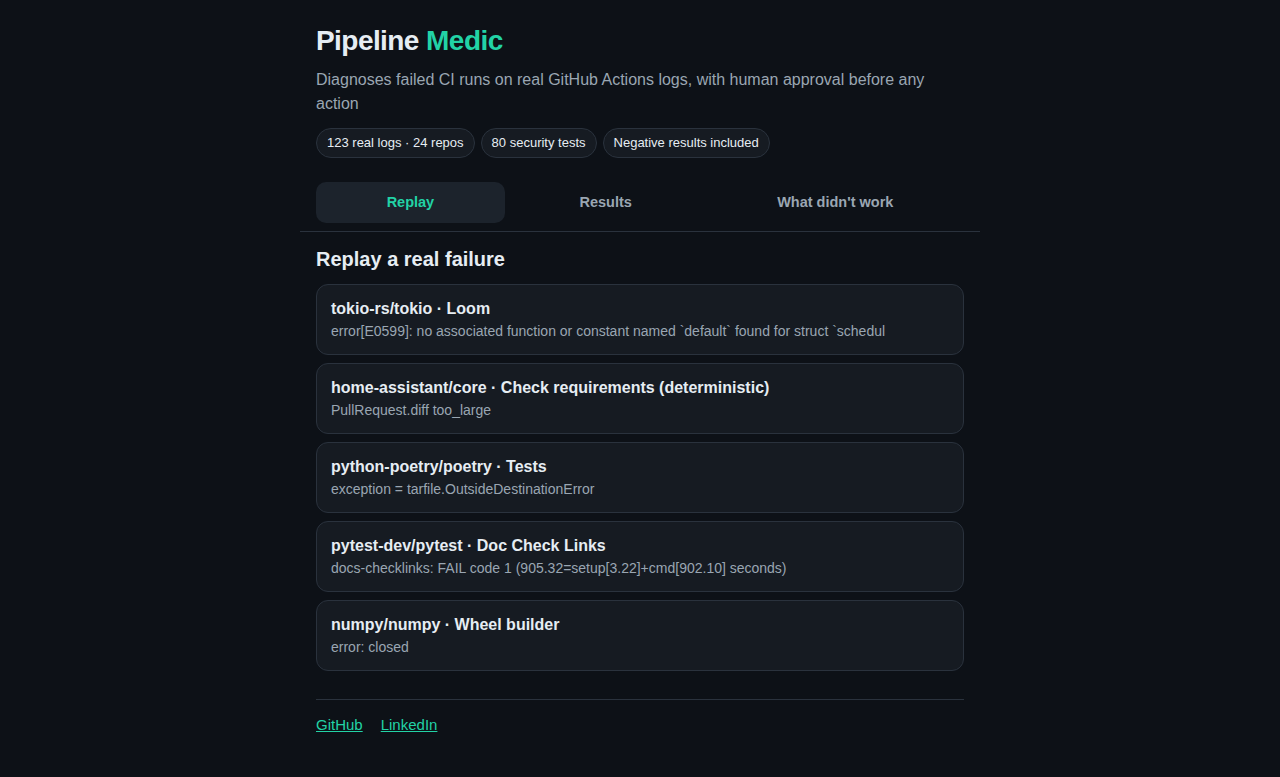 Pipeline Medic
Diagnoses failed CI runs on real GitHub Actions logs, with human approval before any
action
123 real logs · 24 repos
80 security tests
Negative results included
Replay
Results
What didn't work
Replay a real failure
tokio-rs/tokio · Loom
error[E0599]: no associated function or constant named `default` found for struct `schedul
home-assistant/core · Check requirements (deterministic)
PullRequest.diff too_large
python-poetry/poetry · Tests
exception = tarfile.OutsideDestinationError
pytest-dev/pytest · Doc Check Links
docs-checklinks: FAIL code 1 (905.32=setup[3.22]+cmd[902.10] seconds)
numpy/numpy · Wheel builder
error: closed
GitHub
LinkedIn